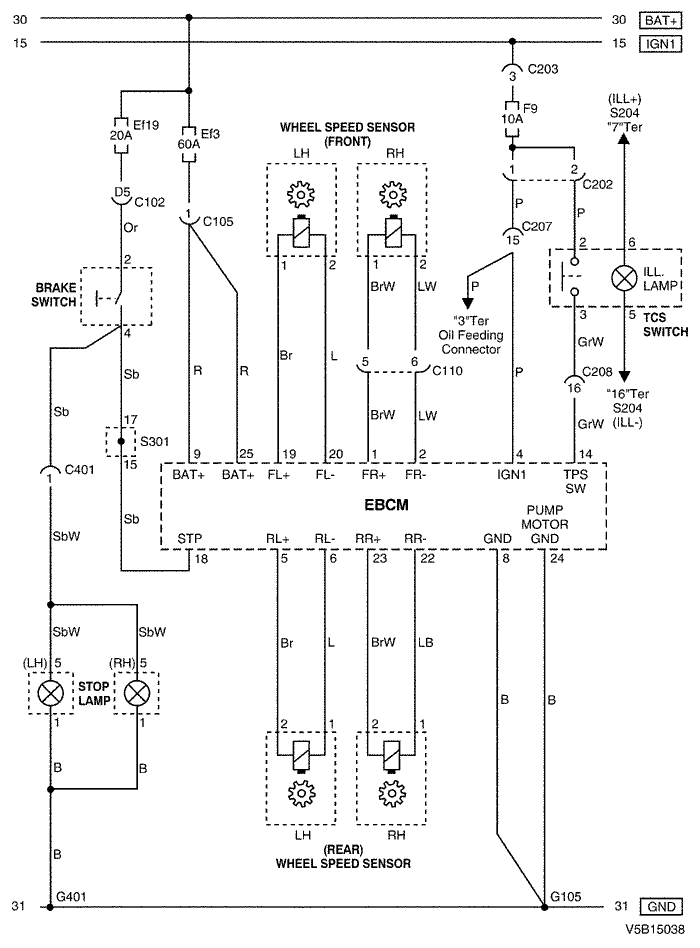 30 30 BAT+
15 15 IGN1
C203
3
Ef19
20A
Ef3
60A
F9
10A
(ILL+)
S204
"7"Ter
WHEEL SPEED SENSOR
(FRONT)
LH RH
1 2 C202
D5 C102
1 C105
Or
P P
15 C207
2
BRAKE
SWITCH
4
1 2 1 2
2 6
ILL.
LAMP
3 5
TCS
SWITCH
BrW LW
P
"3"Ter
Oil Feeding
Connector
GrW
Sb R R Br L
5 6 C110
P
16 C208
"16"Ter
S204
(ILL-)
Sb
17
S301
15
BrW LW
GrW
C401
1
9 25 19 20 1 2 4 14
BAT+ BAT+ FL+ FL- FR+ FR- IGN1 TPS
SW
EBCM
PUMP
MOTOR
STP RL+ RL- RR+ RR- GND GND
18 5 6 23 22 8 24
Sb
SbW
SbW SbW
Br L BrW LB
(LH) 5 (RH) 5
STOP
LAMP
1 1
B B
2 1 2 1
B B
LH RH
(REAR)
WHEEL SPEED SENSOR
B
G401 G105
31 31 GND
V5B15038